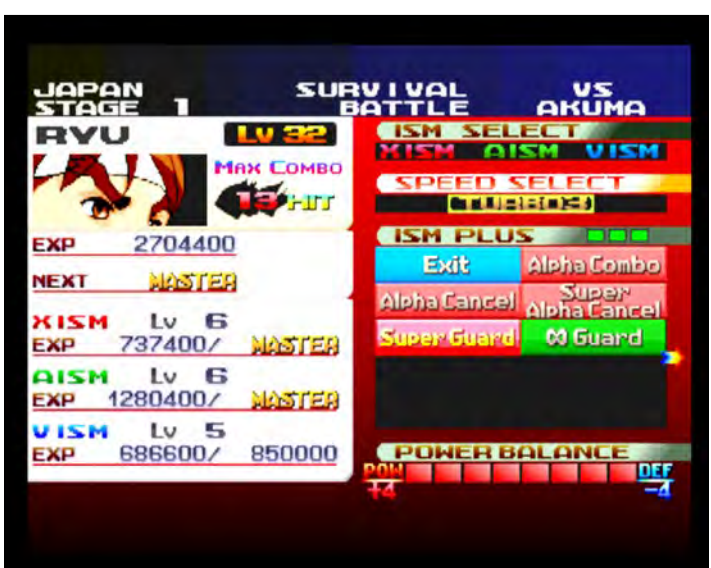 JAPAN
STAGE 1
SURVIVAL
BATTLE
VS
AKUMA
RYU Lv 32
MAX COMBO
13 HIT
EXP 2704400
NEXT MASTER
XISM Lv 6
EXP 737400/ MASTER
AISM Lv 6
EXP 1280400/ MASTER
VISM Lv 5
EXP 686600/ 850000
ISM SELECT
XISM AISM VISM
SPEED SELECT
TURBO3
ISM PLUS
Exit Alpha Combo
Alpha Cancel Super Alpha Cancel
Super Guard ∞ Guard
POWER BALANCE
POW DEF
+4 -4